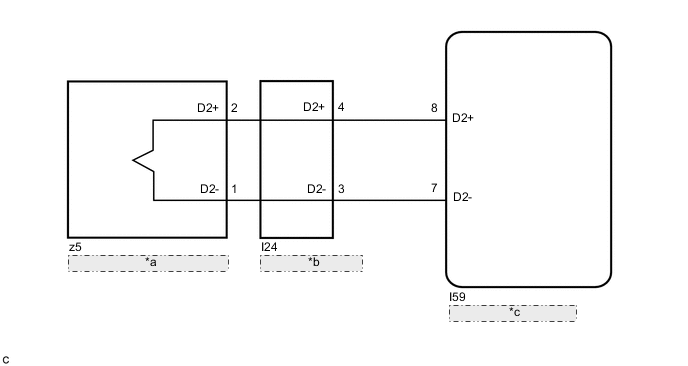 D2+ 2 D2+ 4 8 D2+
D2- 1 D2- 3 7 D2-
z5 I24
*a *b
I59
*c
c